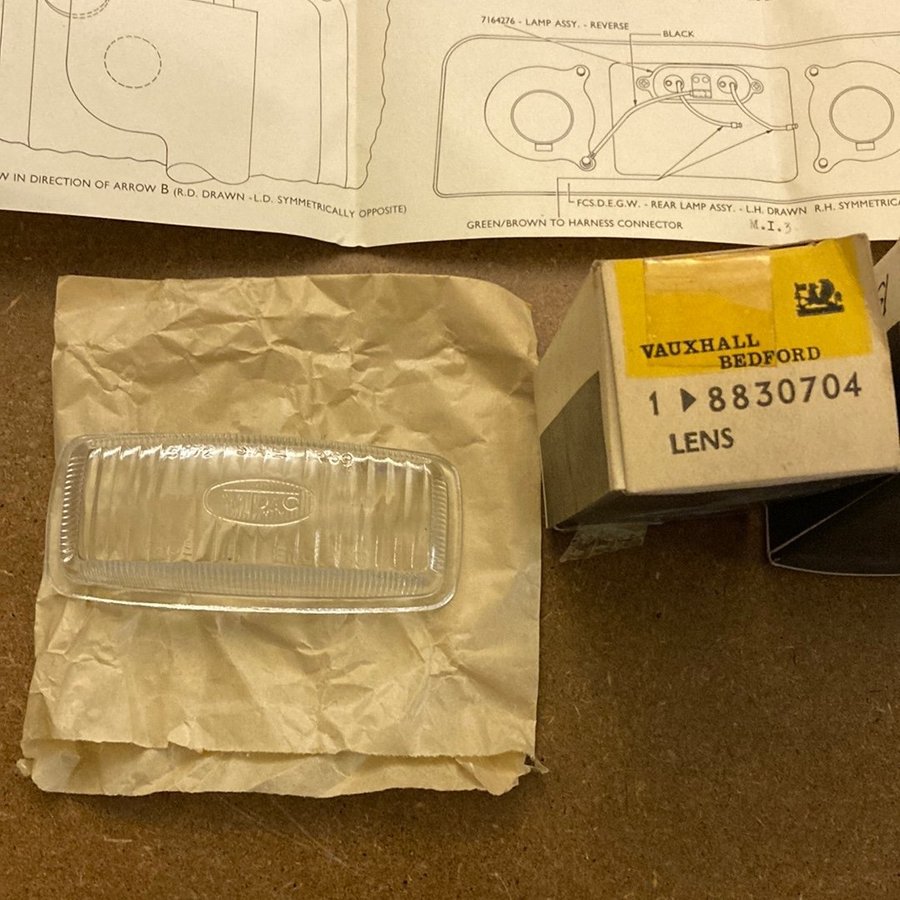 7164276 - LAMP ASSY. - REVERSE
BLACK
W IN DIRECTION OF ARROW B (R.D. DRAWN - L.D. SYMMETRICALLY OPPOSITE)
FCS.D.E.G.W. - REAR LAMP ASSY. - L.H. DRAWN R.H. SYMMETRICA
GREEN/BROWN TO HARNESS CONNECTOR
M.I.3.
VAUXHALL
BEDFORD
1 ▶ 8830704
LENS
WIPAC